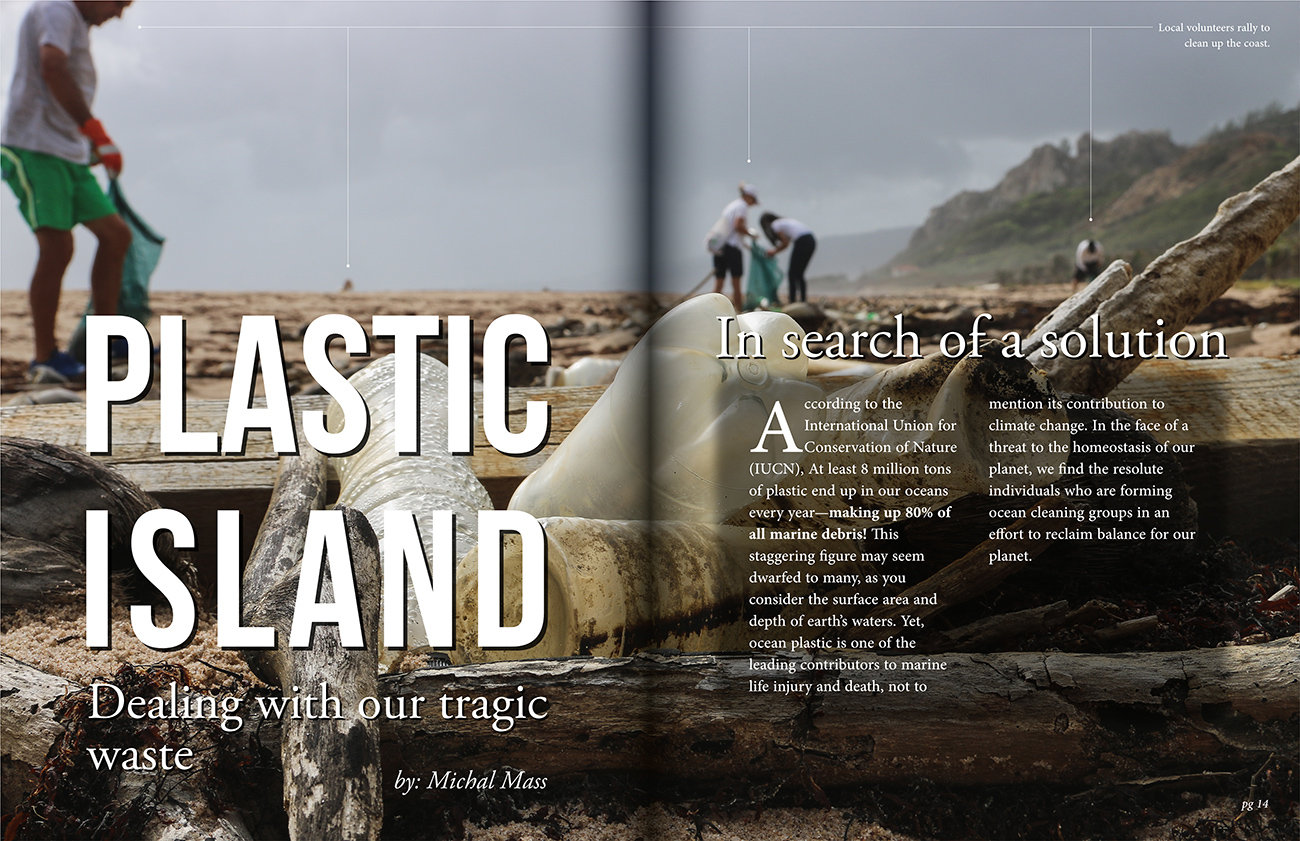 Local volunteers rally to
clean up the coast.
PLASTIC
ISLAND
Dealing with our tragic
waste
by: Michal Mass
In search of a solution
According to the
International Union for
Conservation of Nature
(IUCN), At least 8 million tons
of plastic end up in our oceans
every year—making up 80% of
all marine debris! This
staggering figure may seem
dwarfed to many, as you
consider the surface area and
depth of earth's waters. Yet,
ocean plastic is one of the
leading contributors to marine
life injury and death, not to
mention its contribution to
climate change. In the face of a
threat to the homeostasis of our
planet, we find the resolute
individuals who are forming
ocean cleaning groups in an
effort to reclaim balance for our
planet.
pg 14